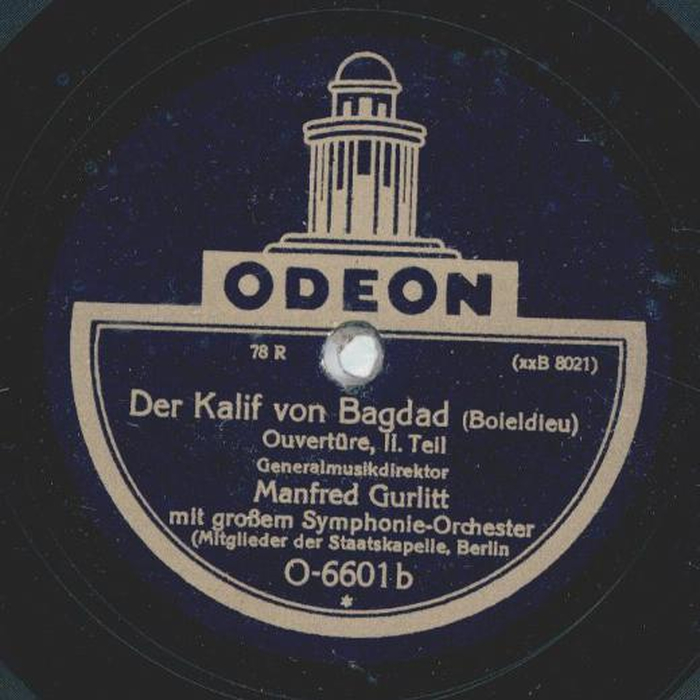 ODEON
78 R (xxB 8021)
Der Kalif von Bagdad (Boieldieu)
Ouvertüre, II. Teil
Generalmusikdirektor
Manfred Gurlitt
mit großem Symphonie-Orchester
(Mitglieder der Staatskapelle, Berlin
O-6601b